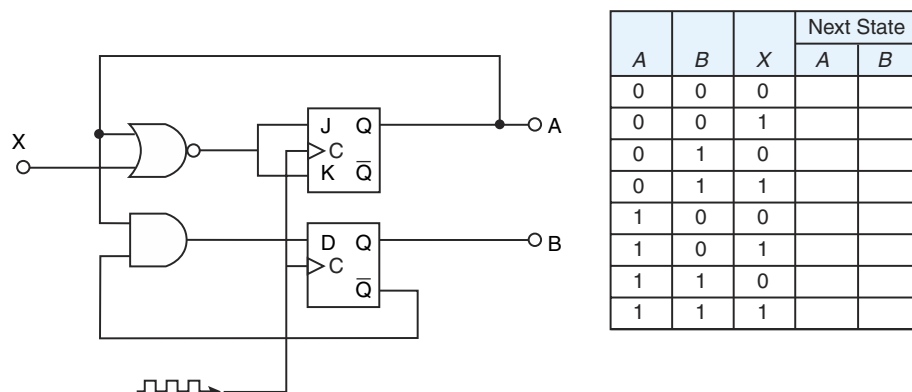 X
J Q
C
K Q̅
A
D Q
C
Q̅
B
Next State
A B X A B
0 0 0
0 0 1
0 1 0
0 1 1
1 0 0
1 0 1
1 1 0
1 1 1